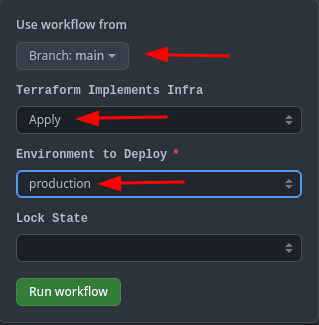 Use workflow from
Branch: main
Terraform Implements Infra
Apply
Environment to Deploy *
production
Lock State
Run workflow